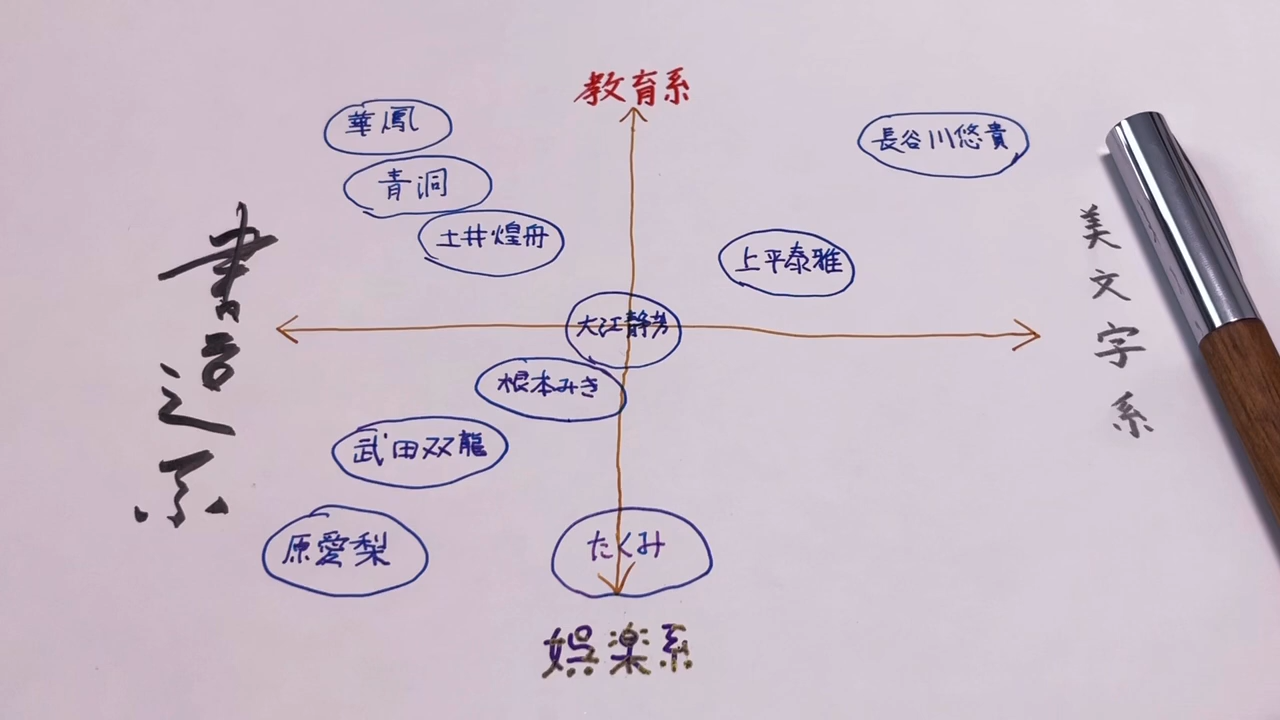 教育系
華鳳
長谷川悠貴
青洞
土井煌舟
上平泰雅
書道系
美文字系
大江静芳
根本みき
武田双龍
原愛梨
たくみ
娯楽系